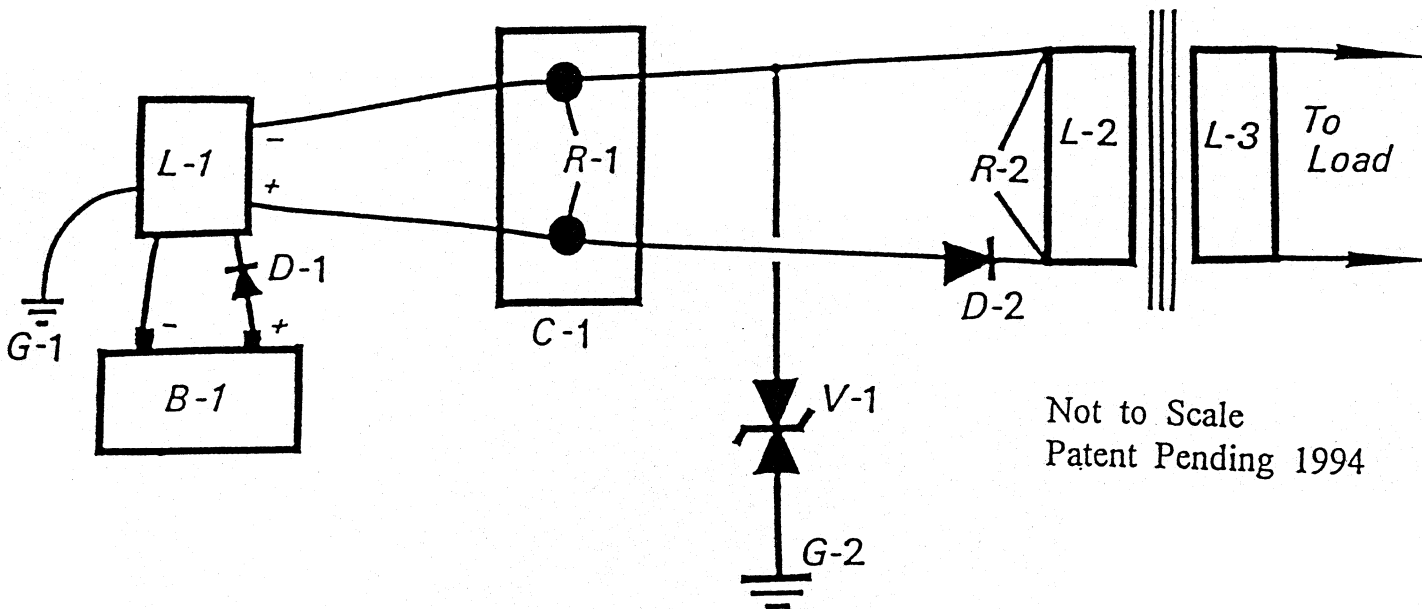 L-1
-
+
G-1
D-1
-
+
B-1
R-1
C-1
V-1
G-2
D-2
R-2
L-2
L-3
To
Load
Not to Scale
Patent Pending 1994